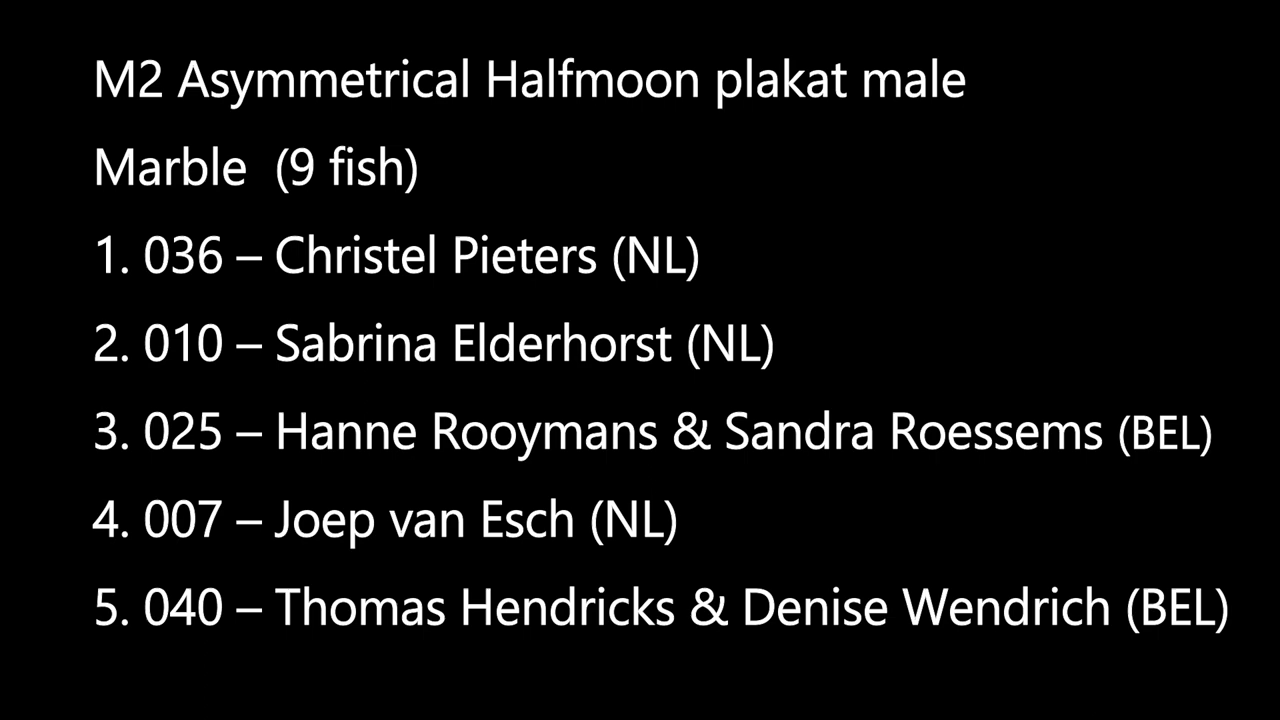 M2 Asymmetrical Halfmoon plakat male
Marble  (9 fish)
1. 036 – Christel Pieters (NL)
2. 010 – Sabrina Elderhorst (NL)
3. 025 – Hanne Rooymans & Sandra Roessems (BEL)
4. 007 – Joep van Esch (NL)
5. 040 – Thomas Hendricks & Denise Wendrich (BEL)